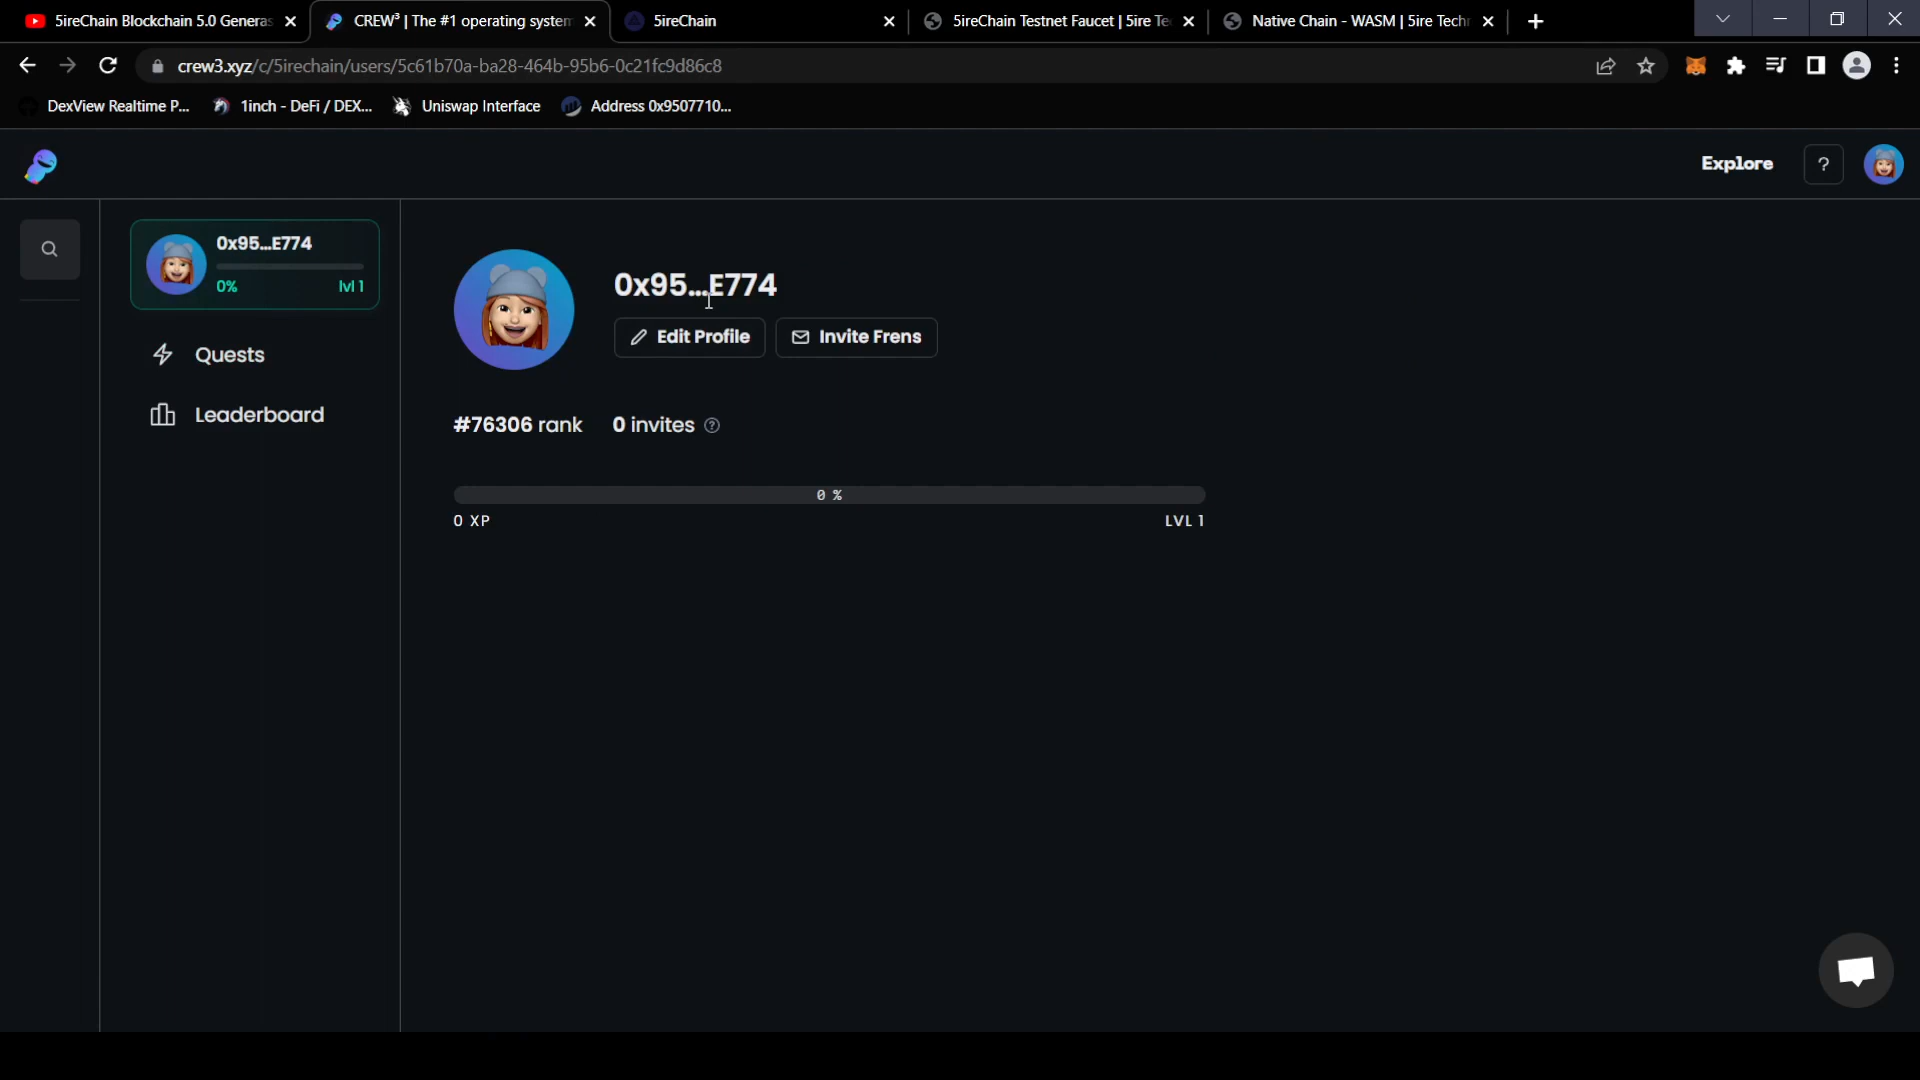 5ireChain Blockchain 5.0 Genera
CREW³ | The #1 operating system
5ireChain
5ireChain Testnet Faucet | 5ire Te
Native Chain - WASM | 5ire Techn
crew3.xyz/c/5irechain/users/5c61b70a-ba28-464b-95b6-0c21fc9d86c8
DexView Realtime P...
1inch - DeFi / DEX...
Uniswap Interface
Address 0x9507710...
Explore
?
0x95...E774
0%
lvl 1
Quests
Leaderboard
0x95...E774
Edit Profile
Invite Frens
#76306 rank
0 invites
?
0 %
0 XP
LVL 1